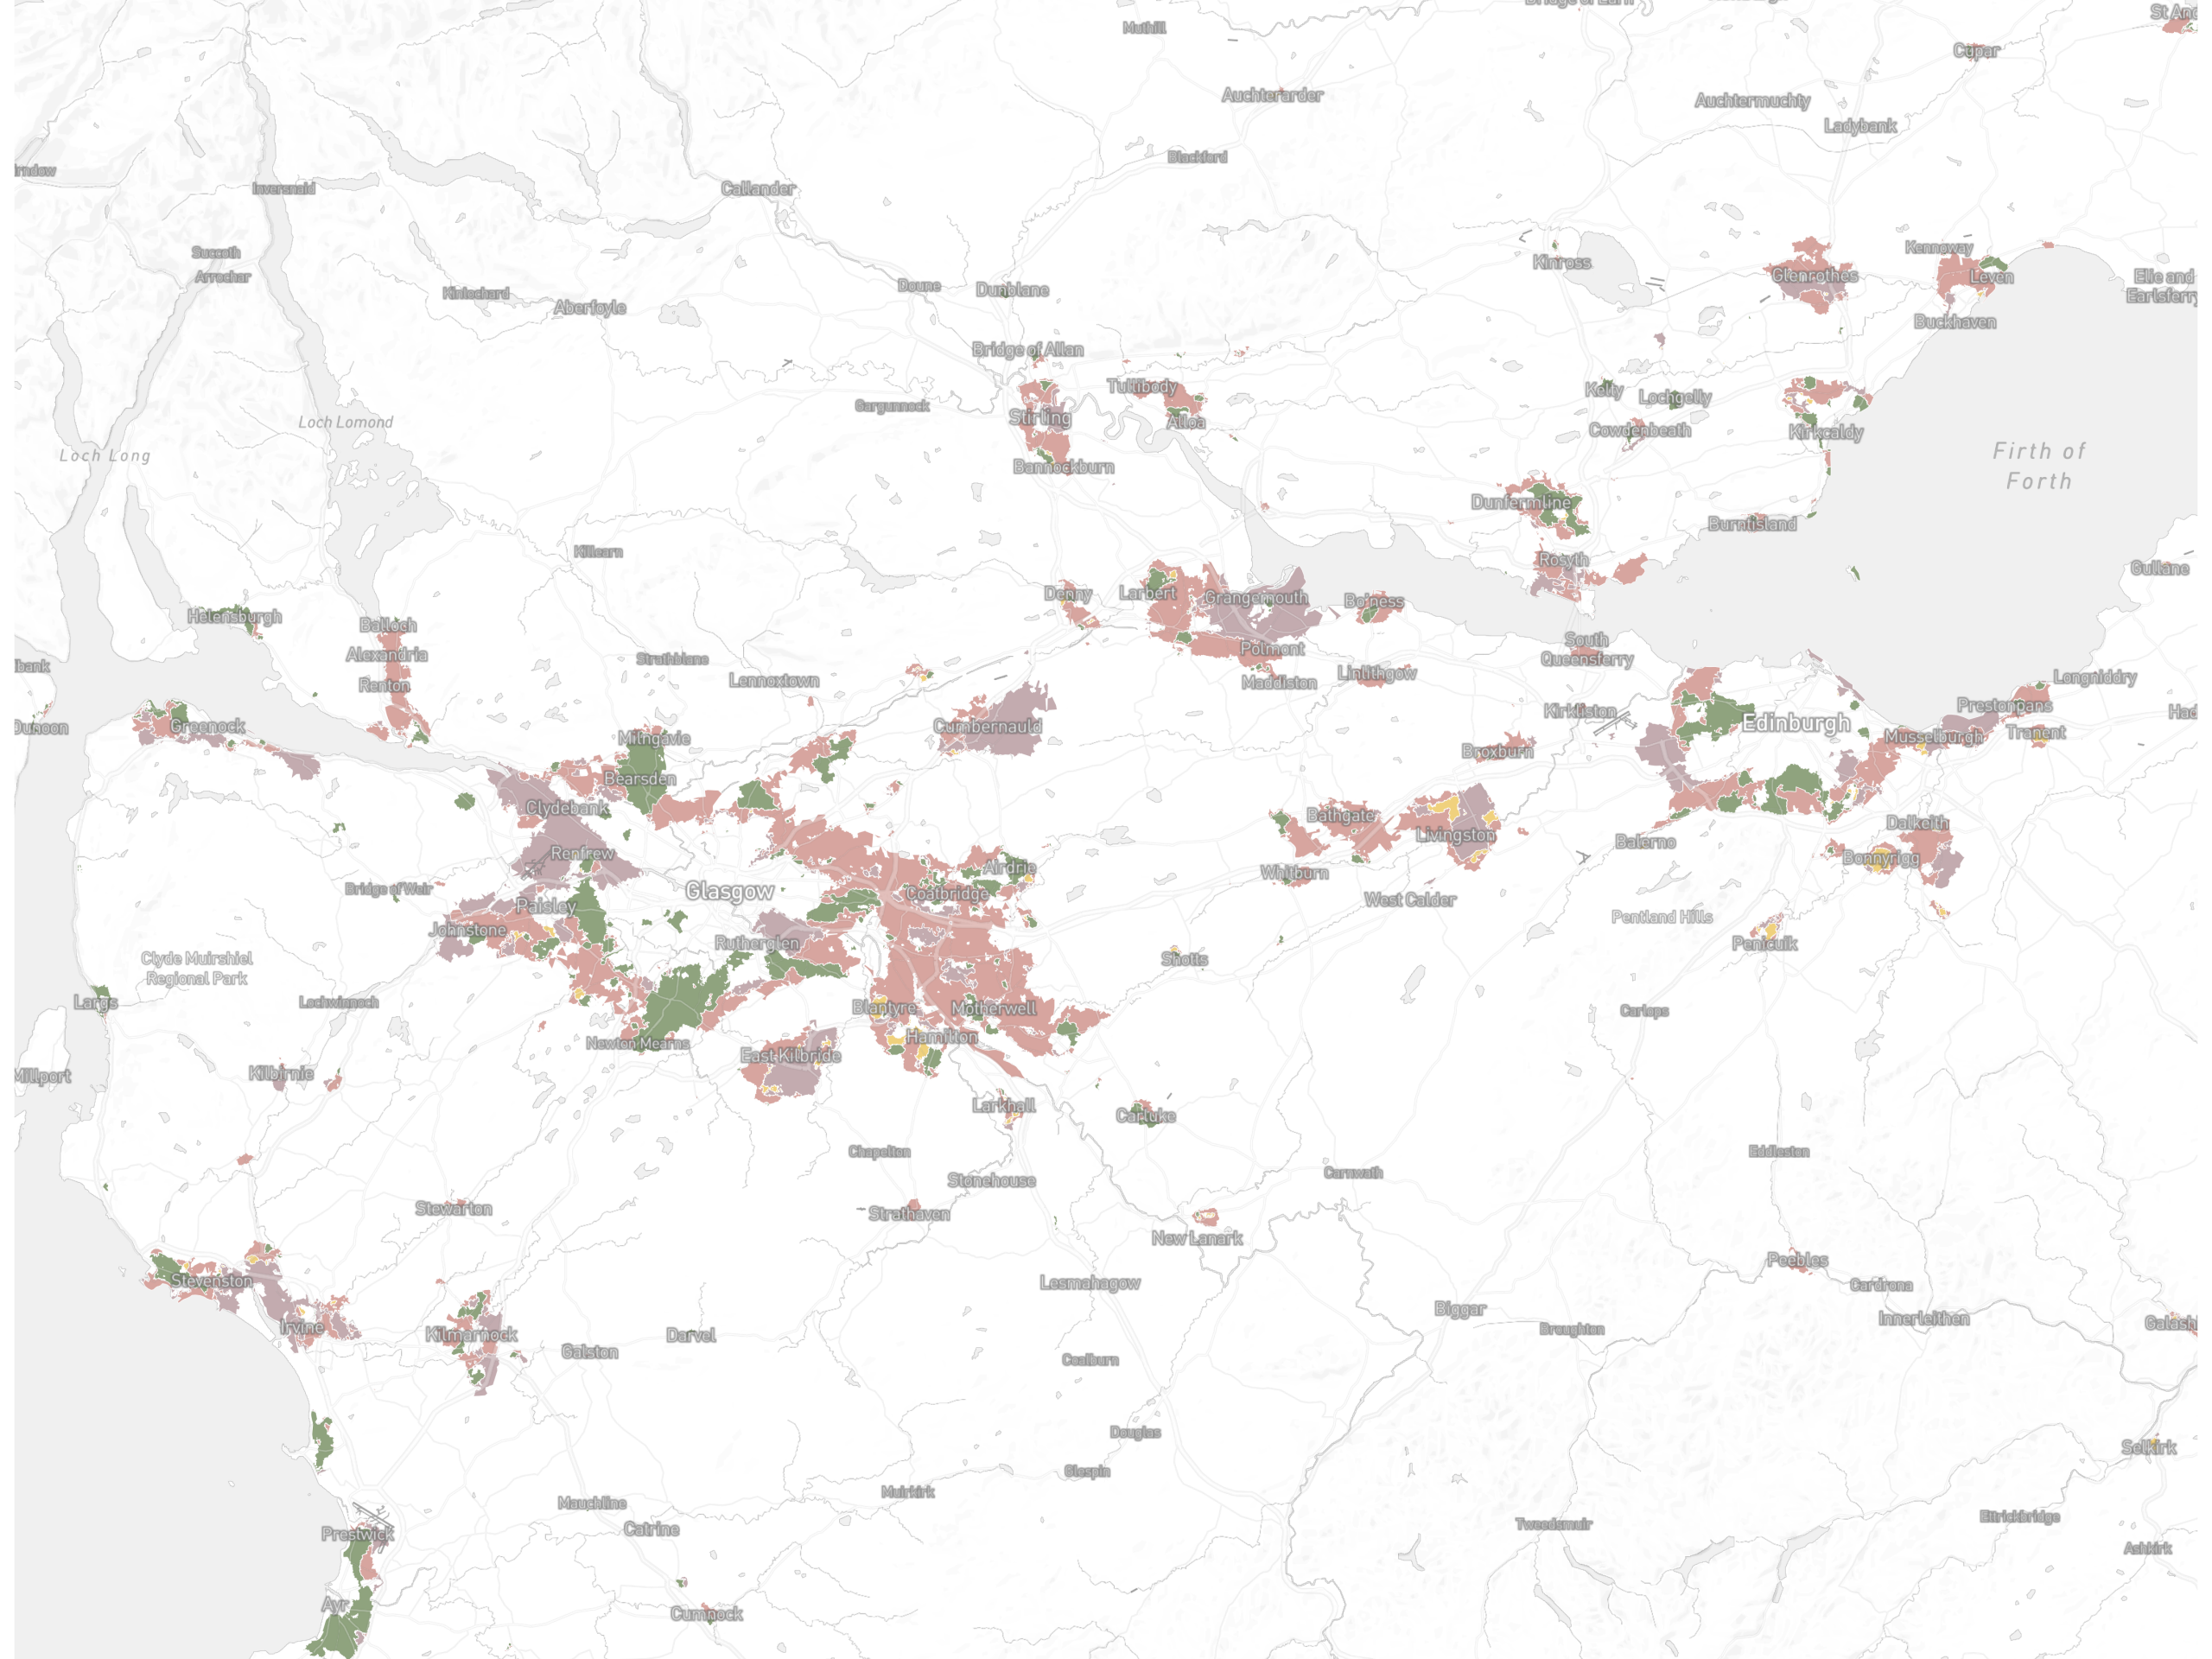 Bridge of Earn
St And
Muthill
Cupar
Auchterarder
Auchtermuchty
Ladybank
Blackford
Inversnaid
Callander
Succoth
Arrochar
Kinlochard
Aberfoyle
Doune
Dunblane
Kinross
Glenrothes
Kennoway
Leven
Elie and
Earlsferry
Buckhaven
Bridge of Allan
Tullibody
Gargunnock
Stirling
Alloa
Bannockburn
Kelty
Lochgelly
Cowdenbeath
Kirkcaldy
Loch Lomond
Loch Long
Firth of
Forth
Dunfermline
Burntisland
Rosyth
Killearn
Gullane
Helensburgh
Balloch
Alexandria
Renton
Denny
Larbert
Grangemouth
Bo'ness
Polmont
Maddiston
Linlithgow
South
Queensferry
lbank
Strathblane
Lennoxtown
Longniddry
Dunoon
Greenock
Kirkliston
Edinburgh
Prestonpans
Had
Musselburgh
Tranent
Cumbernauld
Milngavie
Bearsden
Broxburn
Clydebank
Bathgate
Livingston
Dalkeith
Balerno
Bonnyrigg
Renfrew
Airdrie
Coatbridge
Whitburn
West Calder
Bridge of Weir
Glasgow
Paisley
Pentland Hills
Johnstone
Rutherglen
Penicuik
Clyde Muirshiel
Regional Park
Shotts
Largs
Lochwinnoch
Blantyre
Motherwell
Carlops
Newton Mearns
East Kilbride
Hamilton
Millport
Kilbirnie
Larkhall
Carluke
Chapelton
Eddleston
Stonehouse
Carnwath
Stewarton
Strathaven
New Lanark
Peebles
Cardrona
Stevenston
Lesmahagow
Biggar
Innerleithen
Galash
Irvine
Kilmarnock
Darvel
Broughton
Galston
Coalburn
Douglas
Selkirk
Glespin
Muirkirk
Mauchline
Catrine
Prestwick
Tweedsmuir
Ettrickbridge
Ashkirk
Ayr
Cumnock